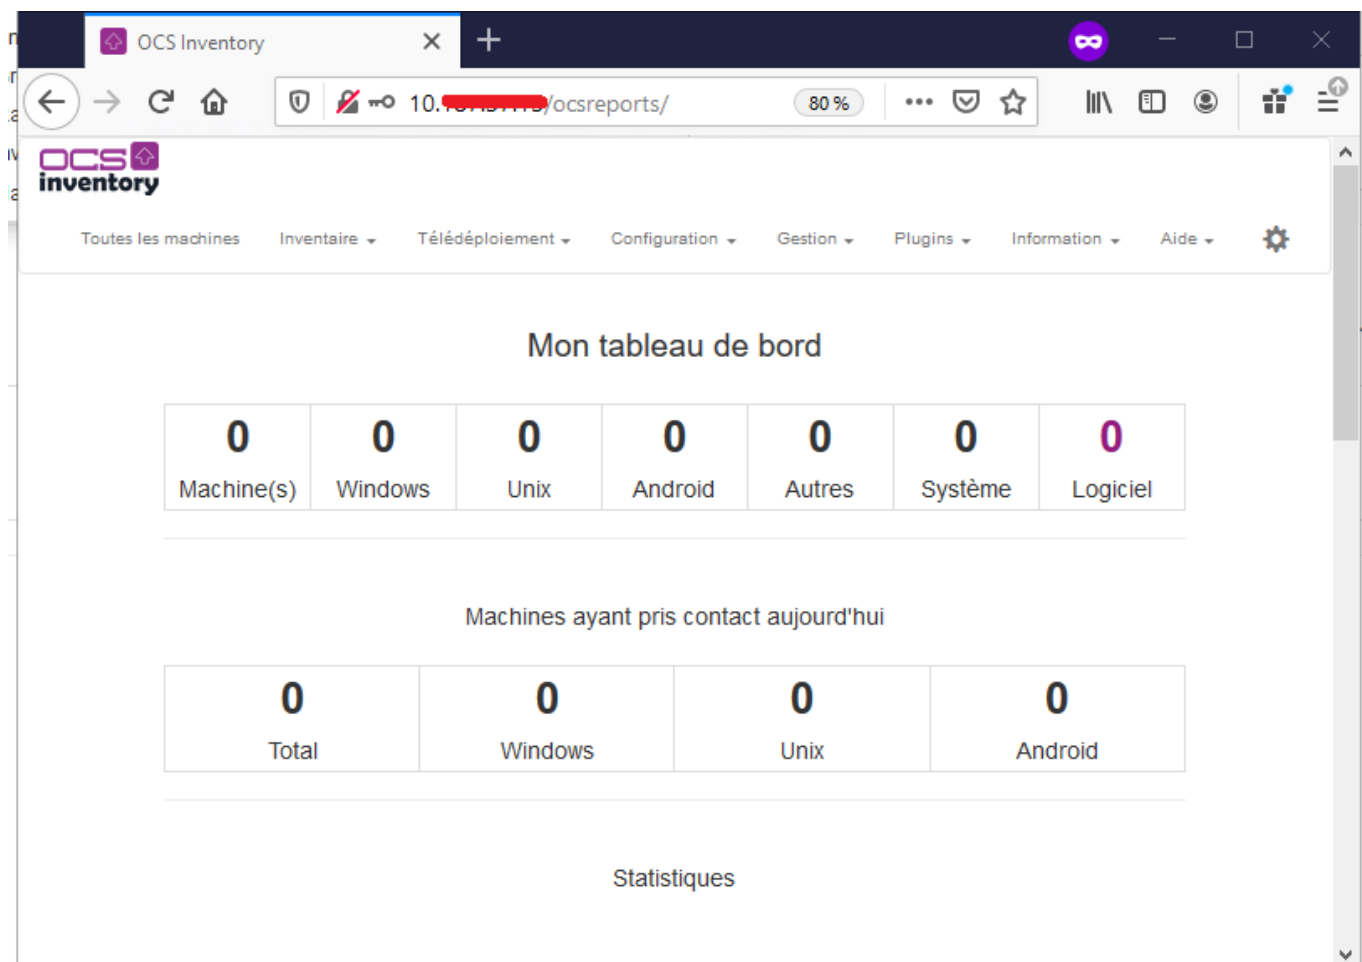 OCS Inventory
10.
/ocsreports/
80 %
OCS
inventory
Toutes les machines Inventaire Télédéploiement Configuration Gestion Plugins Information Aide
Mon tableau de bord
0 0 0 0 0 0 0
Machine(s) Windows Unix Android Autres Système Logiciel
Machines ayant pris contact aujourd'hui
0 0 0 0
Total Windows Unix Android
Statistiques